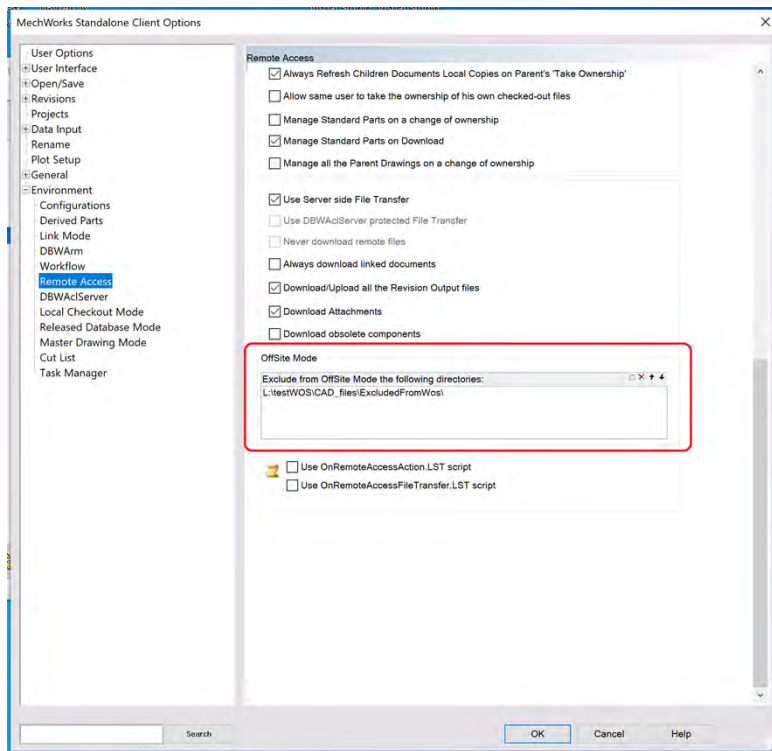 MechWorks Standalone Client Options
User Options
User Interface
Open/Save
Revisions
Projects
Data Input
Rename
Plot Setup
General
Environment
Configurations
Derived Parts
Link Mode
DBWArm
Workflow
Remote Access
DBWAclServer
Local Checkout Mode
Released Database Mode
Master Drawing Mode
Cut List
Task Manager
Search
Remote Access
Always Refresh Children Documents Local Copies on Parent's 'Take Ownership'
Allow same user to take the ownership of his own checked-out files
Manage Standard Parts on a change of ownership
Manage Standard Parts on Download
Manage all the Parent Drawings on a change of ownership
Use Server side File Transfer
Use DBWAclServer protected File Transfer
Never download remote files
Always download linked documents
Download/Upload all the Revision Output files
Download Attachments
Download obsolete components
OffSite Mode
Exclude from OffSite Mode the following directories:
L:\testWOS\CAD_files\ExcludedFromWos\
Use OnRemoteAccessAction.LST script
Use OnRemoteAccessFileTransfer.LST script
OK Cancel Help